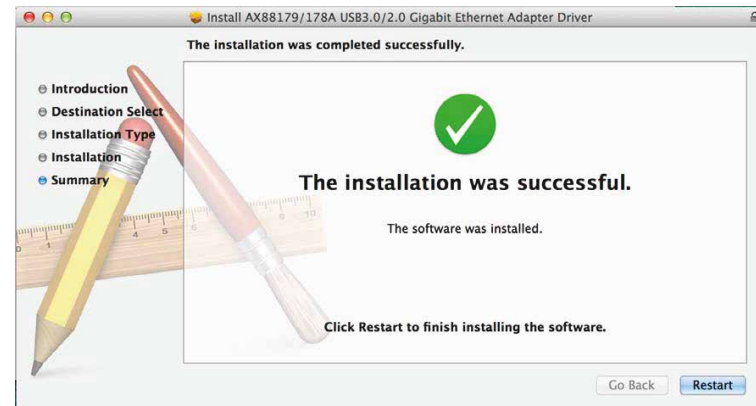 Install AX88179/178A USB3.0/2.0 Gigabit Ethernet Adapter Driver
The installation was completed successfully.
Introduction
Destination Select
Installation Type
Installation
Summary
The installation was successful.
The software was installed.
Click Restart to finish installing the software.
Go Back
Restart